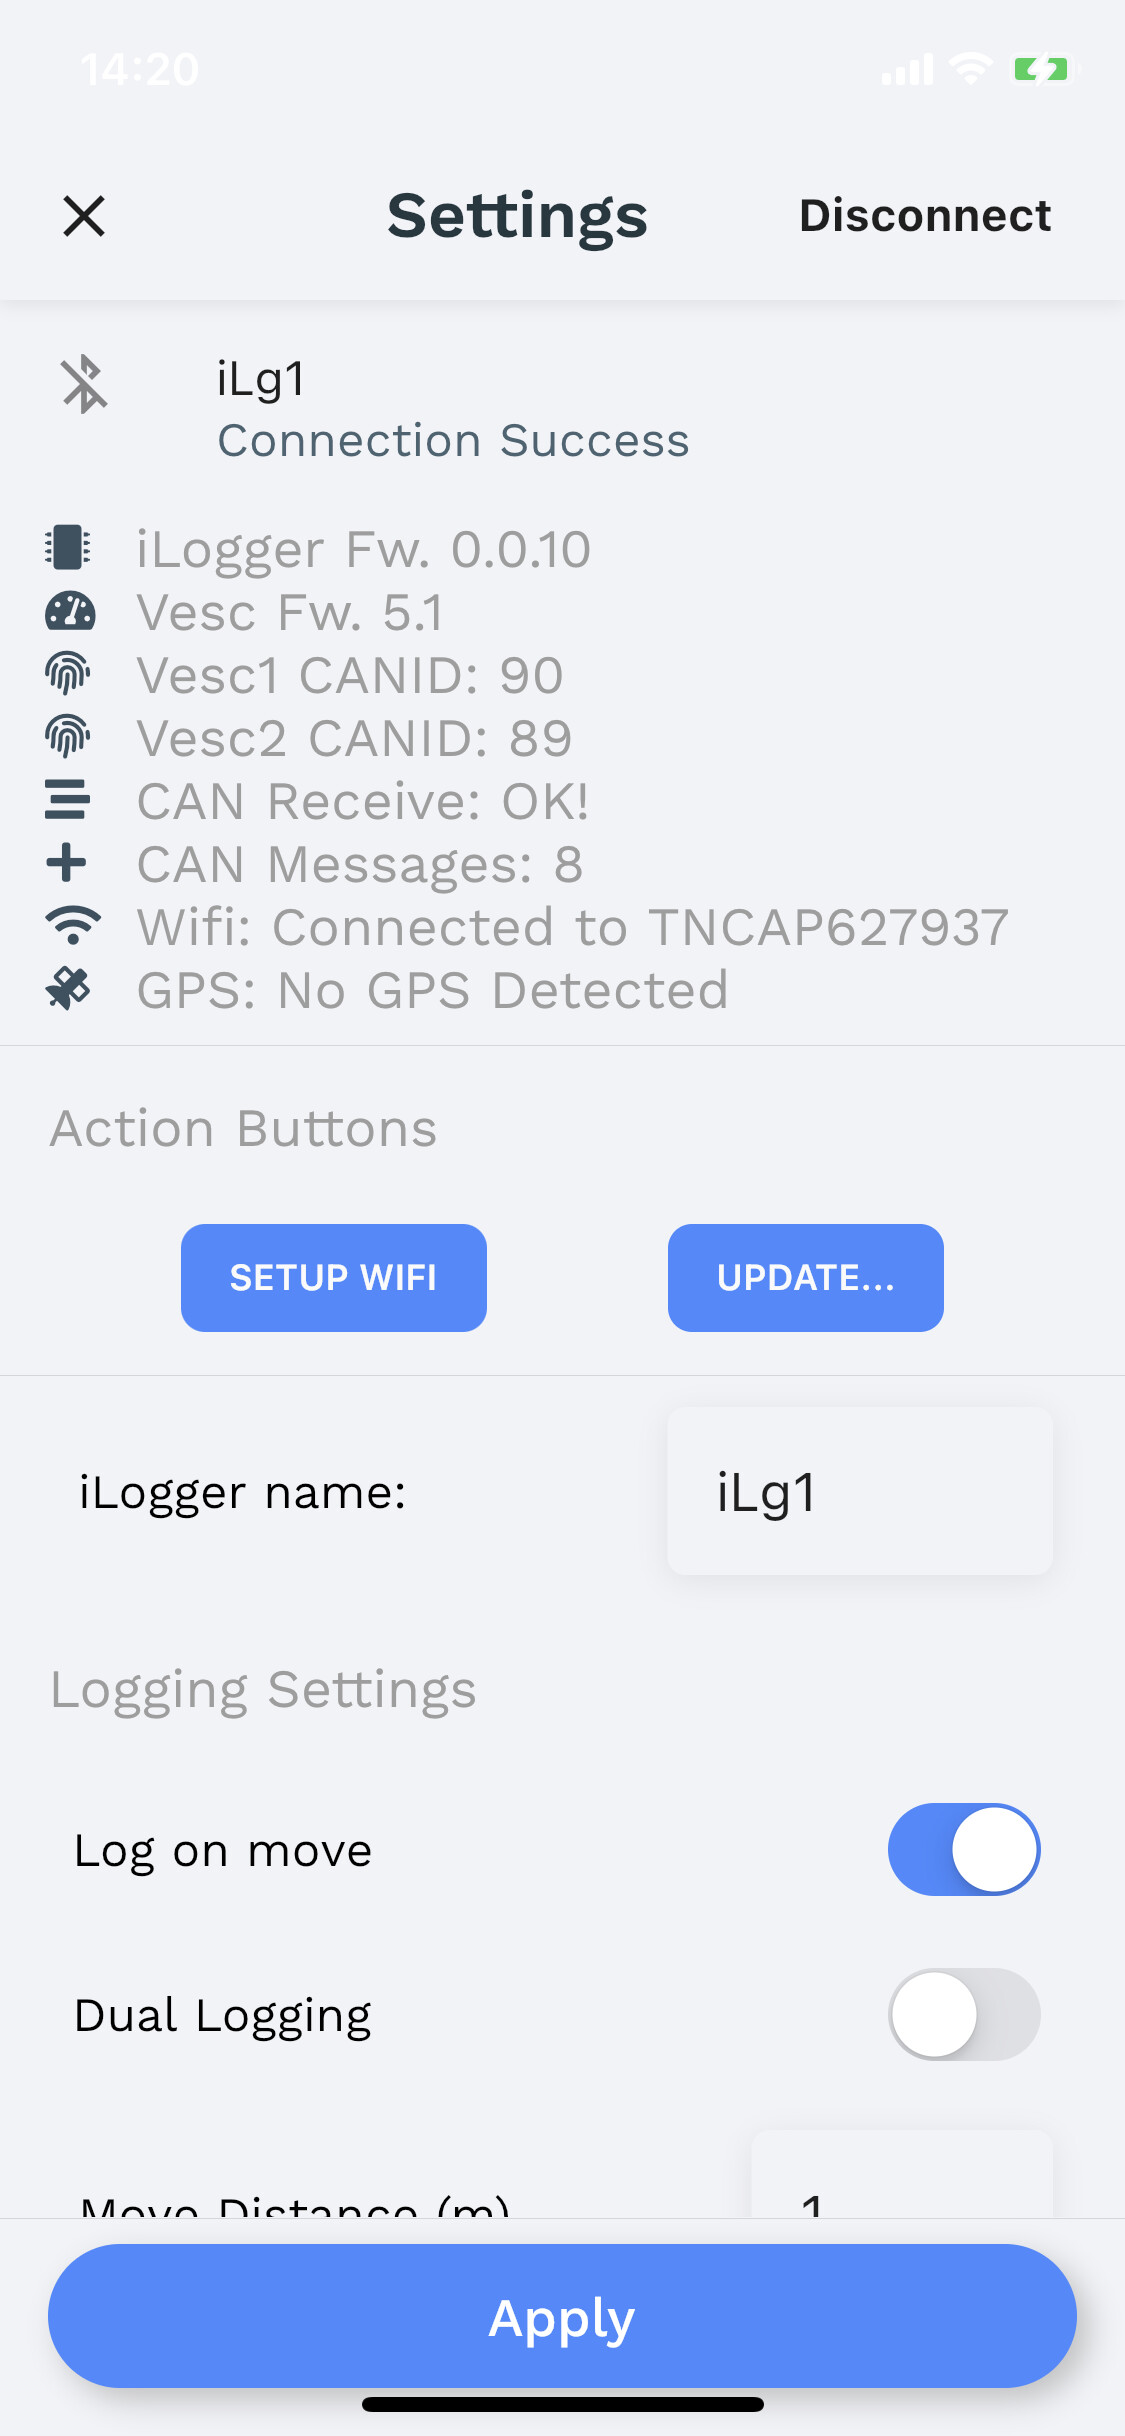 14:20
Settings
Disconnect
iLg1
Connection Success
iLogger Fw. 0.0.10
Vesc Fw. 5.1
Vesc1 CANID: 90
Vesc2 CANID: 89
CAN Receive: OK!
CAN Messages: 8
Wifi: Connected to TNCAP627937
GPS: No GPS Detected
Action Buttons
SETUP WIFI
UPDATE...
iLogger name:
iLg1
Logging Settings
Log on move
Dual Logging
Move Distance (m)
1
Apply